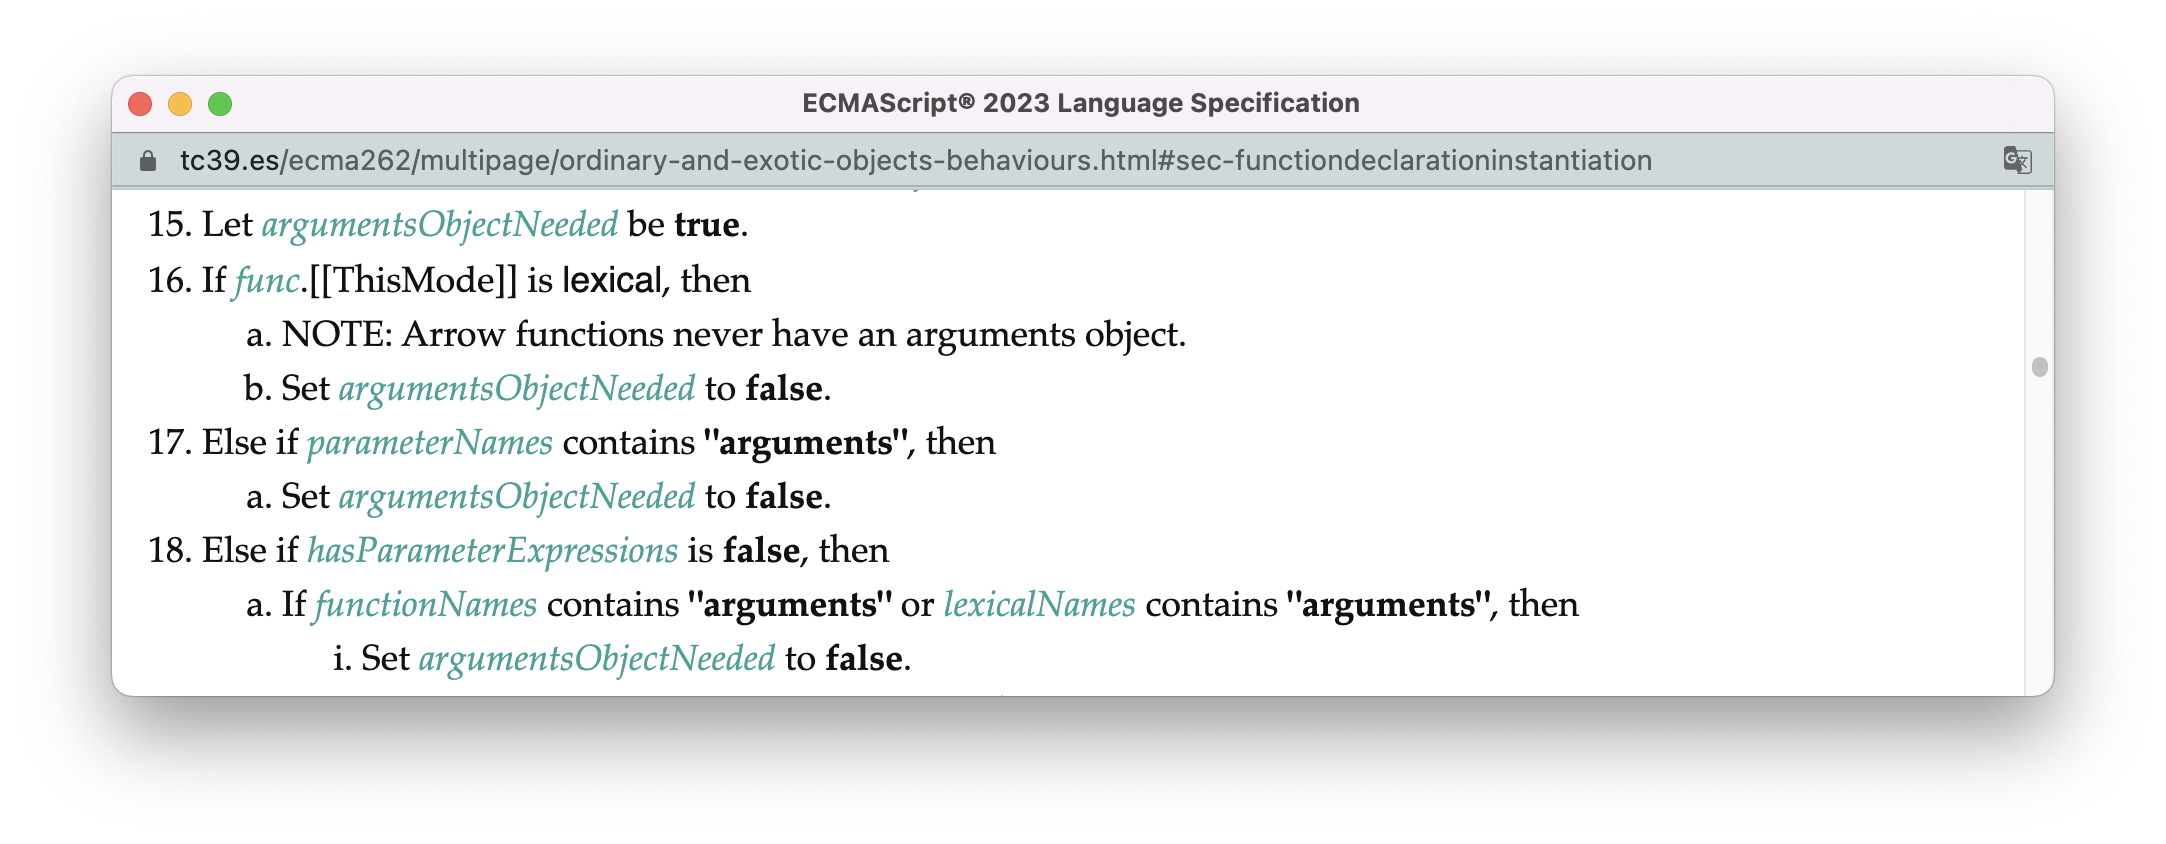 ECMAScript® 2023 Language Specification
tc39.es/ecma262/multipage/ordinary-and-exotic-objects-behaviours.html#sec-functiondeclarationinstantiation
15. Let argumentsObjectNeeded be true.
16. If func.[[ThisMode]] is lexical, then
a. NOTE: Arrow functions never have an arguments object.
b. Set argumentsObjectNeeded to false.
17. Else if parameterNames contains "arguments", then
a. Set argumentsObjectNeeded to false.
18. Else if hasParameterExpressions is false, then
a. If functionNames contains "arguments" or lexicalNames contains "arguments", then
i. Set argumentsObjectNeeded to false.